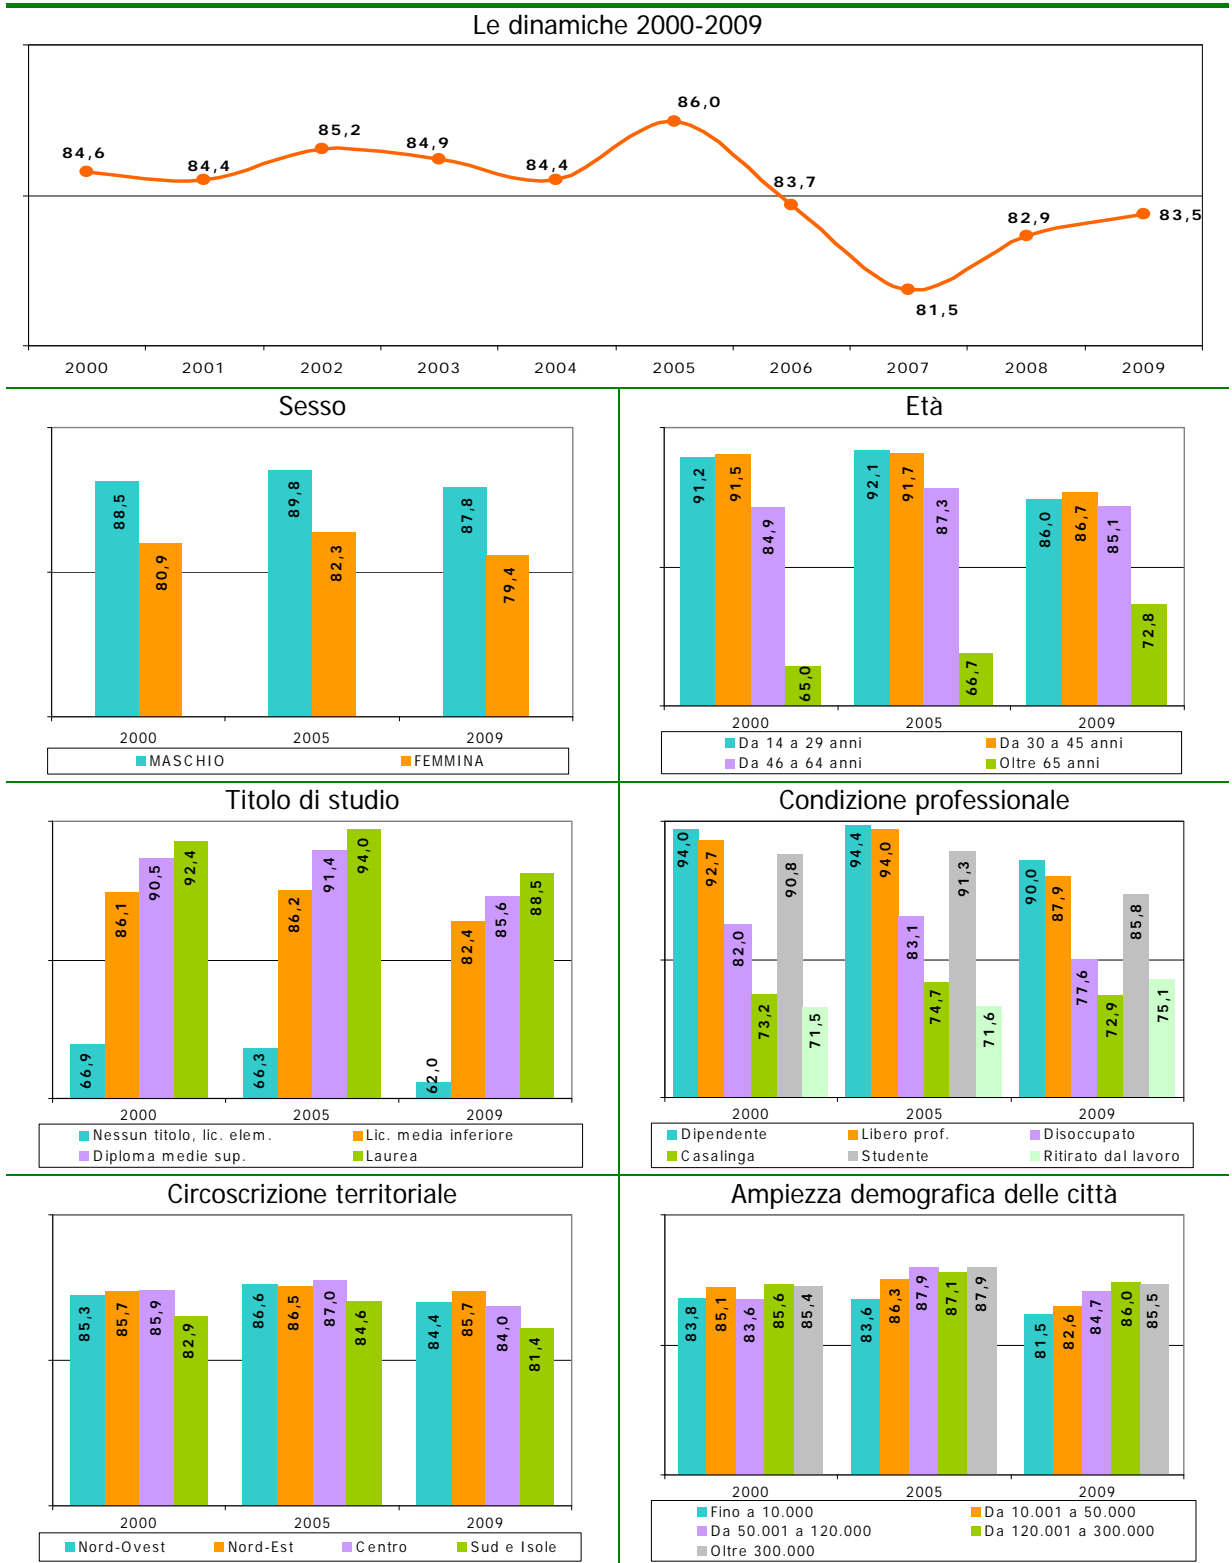 Le dinamiche 2000-2009
84,6 84,4 85,2 84,9 84,4 86,0 83,7 81,5 82,9 83,5
2000 2001 2002 2003 2004 2005 2006 2007 2008 2009
Sesso
88,5 80,9 89,8 82,3 87,8 79,4
2000 2005 2009
MASCHIO FEMMINA
Età
91,2 91,5 84,9 65,0 92,1 91,7 87,3 66,7 86,0 86,7 85,1 72,8
2000 2005 2009
Da 14 a 29 anni Da 30 a 45 anni
Da 46 a 64 anni Oltre 65 anni
Titolo di studio
66,9 86,1 90,5 92,4 66,3 86,2 91,4 94,0 62,0 82,4 85,6 88,5
2000 2005 2009
Nessun titolo, lic. elem. Lic. media inferiore
Diploma medie sup. Laurea
Condizione professionale
94,0 92,7 82,0 73,2 90,8 71,5 94,4 94,0 83,1 74,7 91,3 71,6 90,0 87,9 77,6 72,9 85,8 75,1
2000 2005 2009
Dipendente Libero prof. Disoccupato
Casalinga Studente Ritirato dal lavoro
Circoscrizione territoriale
85,3 85,7 85,9 82,9 86,6 86,5 87,0 84,6 84,4 85,7 84,0 81,4
2000 2005 2009
Nord-Ovest Nord-Est Centro Sud e Isole
Ampiezza demografica delle città
83,8 85,1 83,6 85,6 85,4 83,6 86,3 87,9 87,1 87,9 81,5 82,6 84,7 86,0 85,5
2000 2005 2009
Fino a 10.000 Da 10.001 a 50.000
Da 50.001 a 120.000 Da 120.001 a 300.000
Oltre 300.000